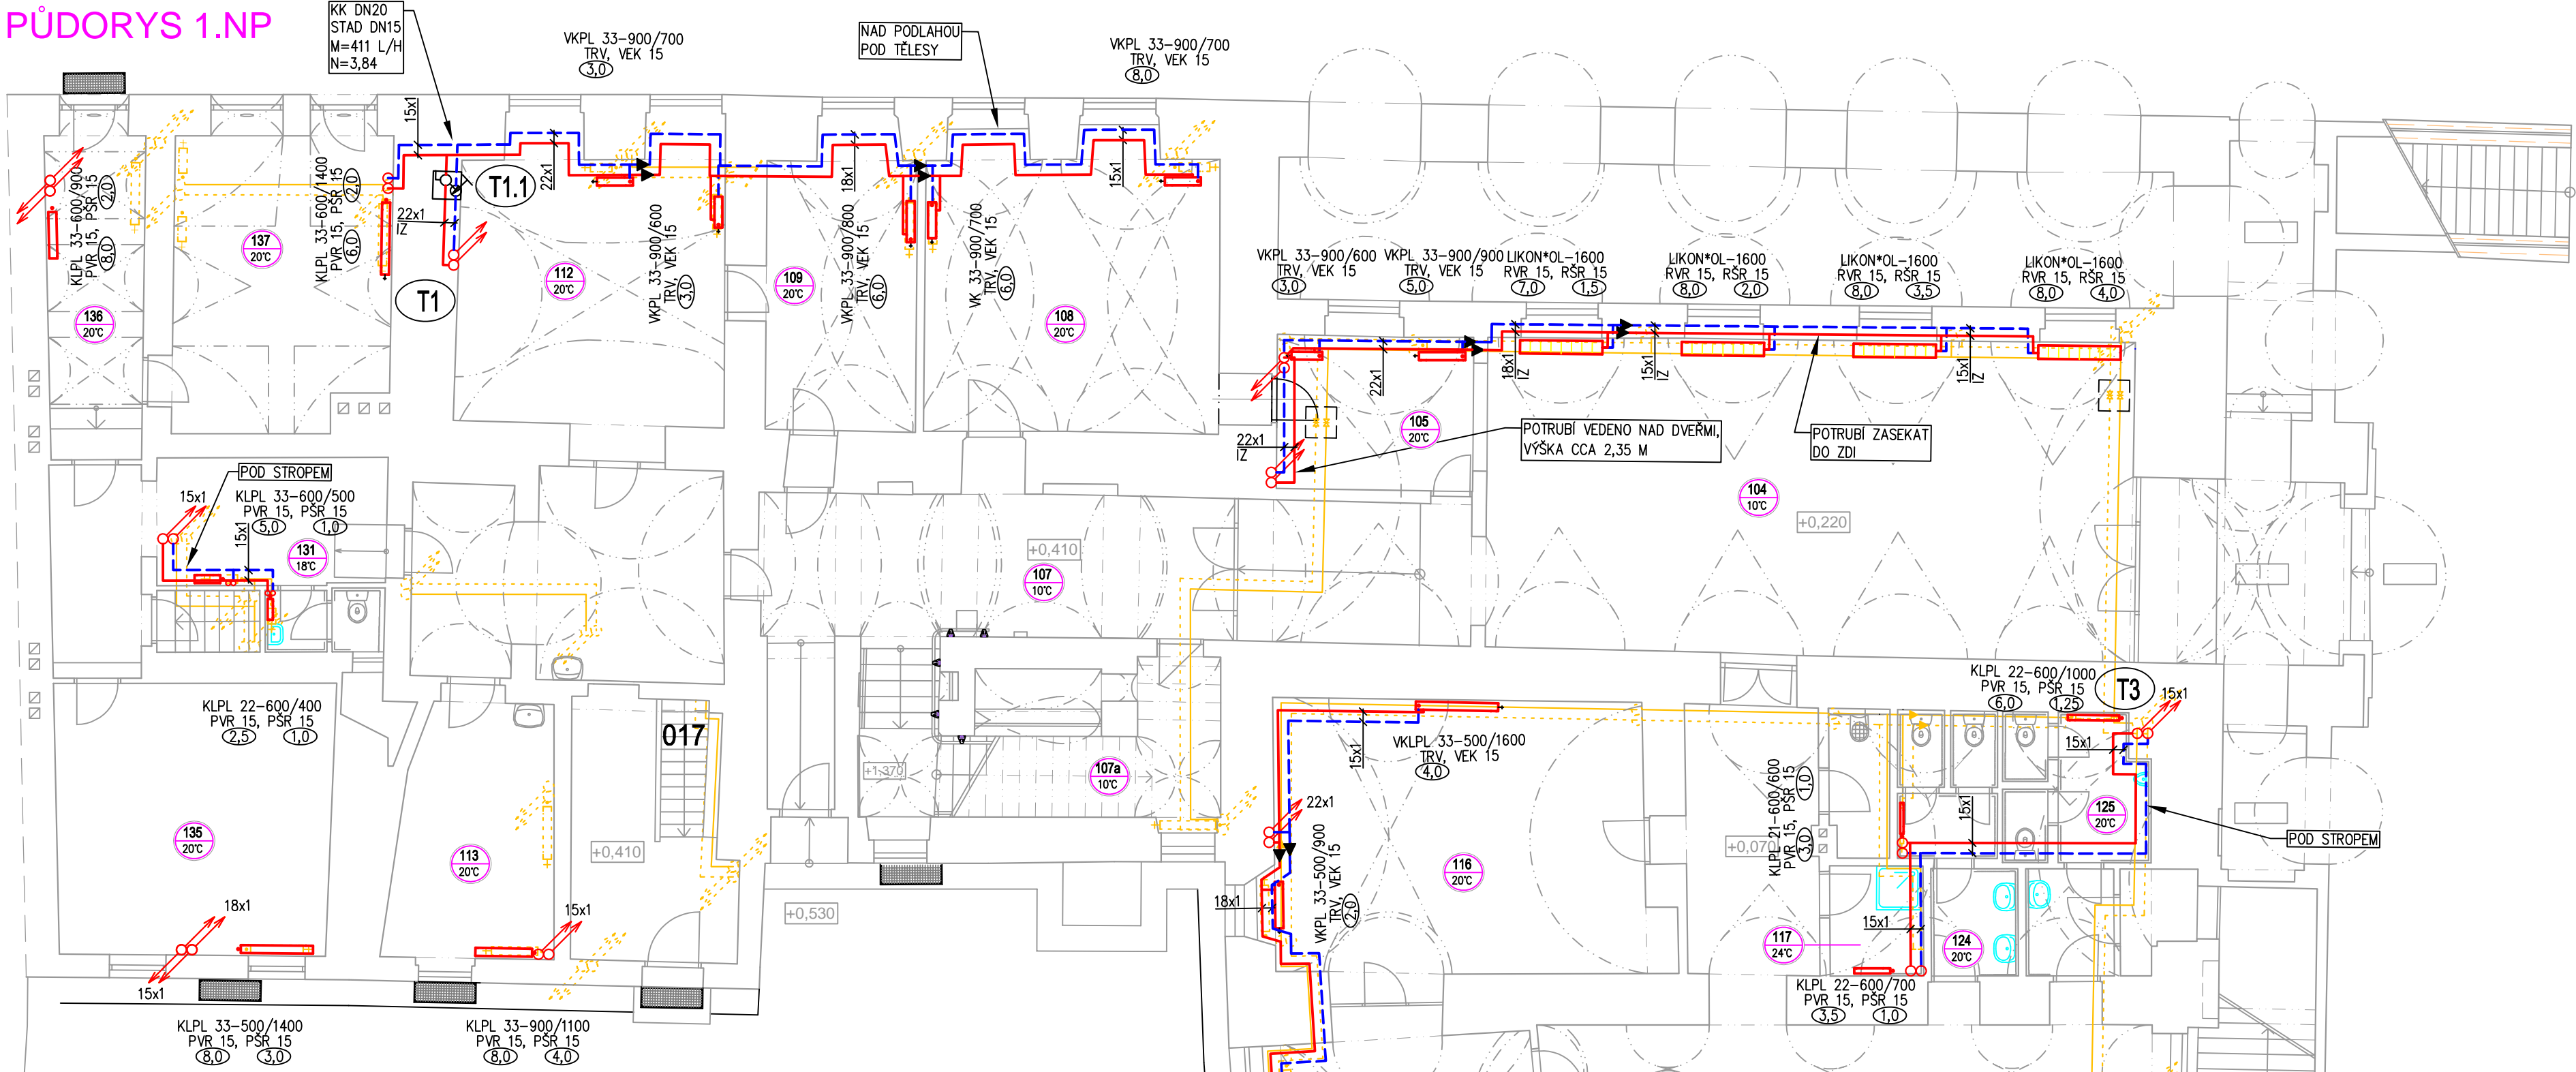 PŮDORYS 1.NP
KK DN20
STAD DN15
M=411 L/H
N=3,84
VKPL 33-900/700
TRV, VEK 15
3,0
NAD PODLAHOU
POD TĚLESY
VKPL 33-900/700
TRV, VEK 15
8,0
15x1
22x1
18x1
15x1
KLPL 33-600/900
PVR 15, PŠR 15
8,0
2,0
137
20°C
KLPL 33-600/1400
PVR 15, PŠR 15
6,0
2,0
T1.1
22x1
IZ
T1
136
20°C
112
20°C
VKPL 33-900/600
TRV, VEK 15
3,0
109
20°C
VKPL 33-900/800
TRV, VEK 15
6,0
VK 33-900/700
TRV, VEK 15
6,0
108
20°C
VKPL 33-900/600
TRV, VEK 15
3,0
VKPL 33-900/900
TRV, VEK 15
5,0
LIKON*OL-1600
RVR 15, RŠR 15
7,0
1,5
LIKON*OL-1600
RVR 15, RŠR 15
8,0
2,0
LIKON*OL-1600
RVR 15, RŠR 15
8,0
3,5
LIKON*OL-1600
RVR 15, RŠR 15
8,0
4,0
22x1
18x1
IZ
15x1
IZ
15x1
IZ
22x1
IZ
105
20°C
POTRUBÍ VEDENO NAD DVEŘMI,
VÝŠKA CCA 2,35 M
POTRUBÍ ZASEKAT
DO ZDI
104
10°C
+0,220
POD STROPEM
15x1
KLPL 33-600/500
PVR 15, PŠR 15
5,0
1,0
15x1
131
18°C
+0,410
107
10°C
KLPL 22-600/400
PVR 15, PŠR 15
2,5
1,0
017
+1,370
107a
10°C
135
20°C
113
20°C
+0,410
+0,530
18x1
15x1
15x1
KLPL 33-500/1400
PVR 15, PŠR 15
8,0
3,0
KLPL 33-900/1100
PVR 15, PŠR 15
8,0
4,0
15x1
VKLPL 33-500/1600
TRV, VEK 15
4,0
22x1
VKPL 33-500/900
TRV, VEK 15
2,0
18x1
116
20°C
KLPL 22-600/1000
PVR 15, PŠR 15
6,0
1,25
T3
15x1
15x1
+0,070
KLPL 21-600/600
PVR 15, PŠR 15
3,0
1,0
15x1
125
20°C
POD STROPEM
15x1
117
24°C
124
20°C
KLPL 22-600/700
PVR 15, PŠR 15
3,5
1,0